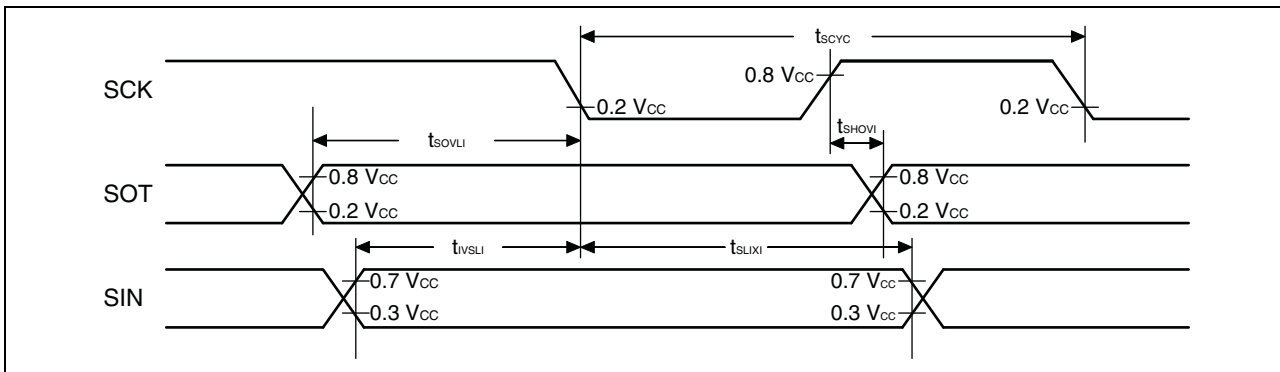 tSCYC
SCK
0.8 VCC
0.2 VCC
0.2 VCC
tSOVLI
tSHOVI
SOT
0.8 VCC
0.2 VCC
0.8 VCC
0.2 VCC
tIVSLI
tSLIXI
SIN
0.7 VCC
0.3 VCC
0.7 VCC
0.3 VCC